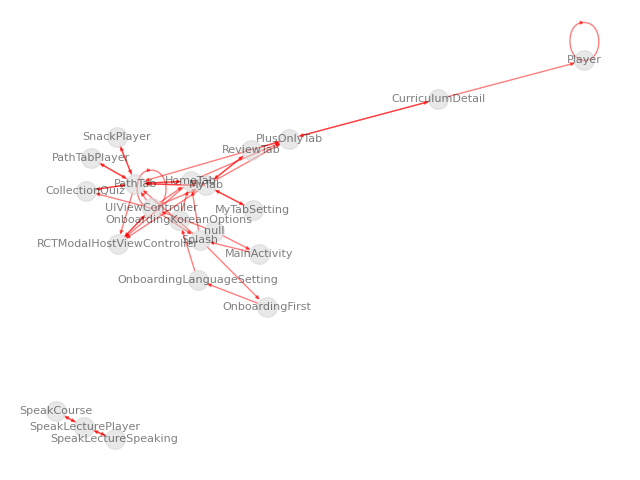 Player
CurriculumDetail
SnackPlayer
PlusOnlyTab
ReviewTab
PathTabPlayer
HomeTab
PathTab
MyTab
CollectionQuiz
UIViewController
MyTabSetting
OnboardingKoreanOptions
null
Splash
RCTModalHostViewController
MainActivity
OnboardingLanguageSetting
OnboardingFirst
SpeakCourse
SpeakLecturePlayer
SpeakLectureSpeaking